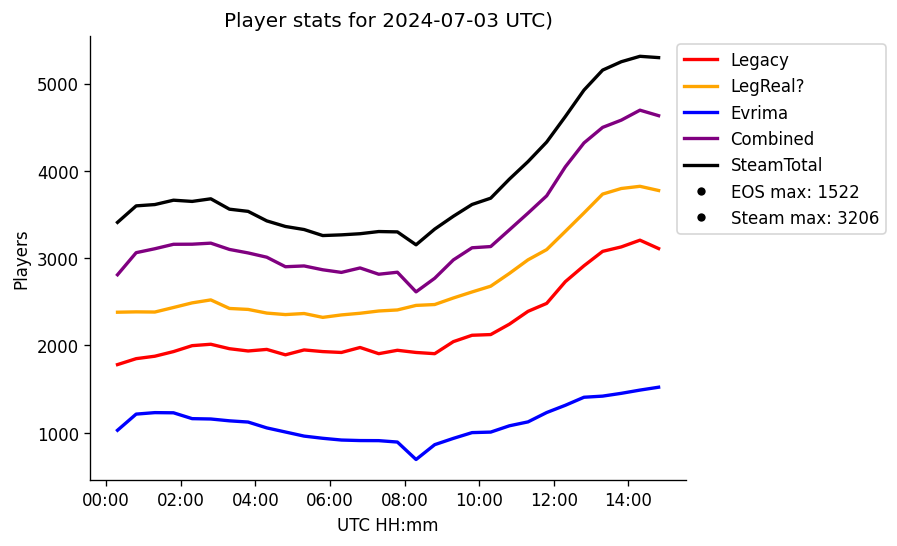 Player stats for 2024-07-03 UTC)
Legacy
LegReal?
Evrima
Combined
SteamTotal
EOS max: 1522
Steam max: 3206
Players
5000
4000
3000
2000
1000
00:00 02:00 04:00 06:00 08:00 10:00 12:00 14:00
UTC HH:mm